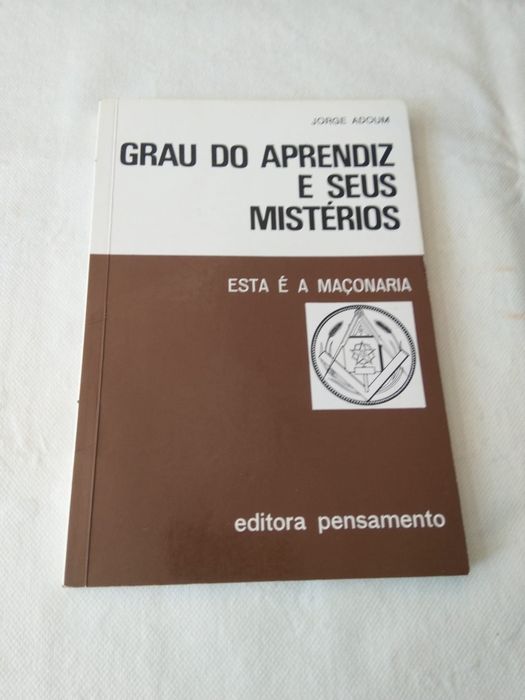 JORGE ADOUM
GRAU DO APRENDIZ
E SEUS
MISTÉRIOS
ESTA É A MAÇONARIA
editora pensamento